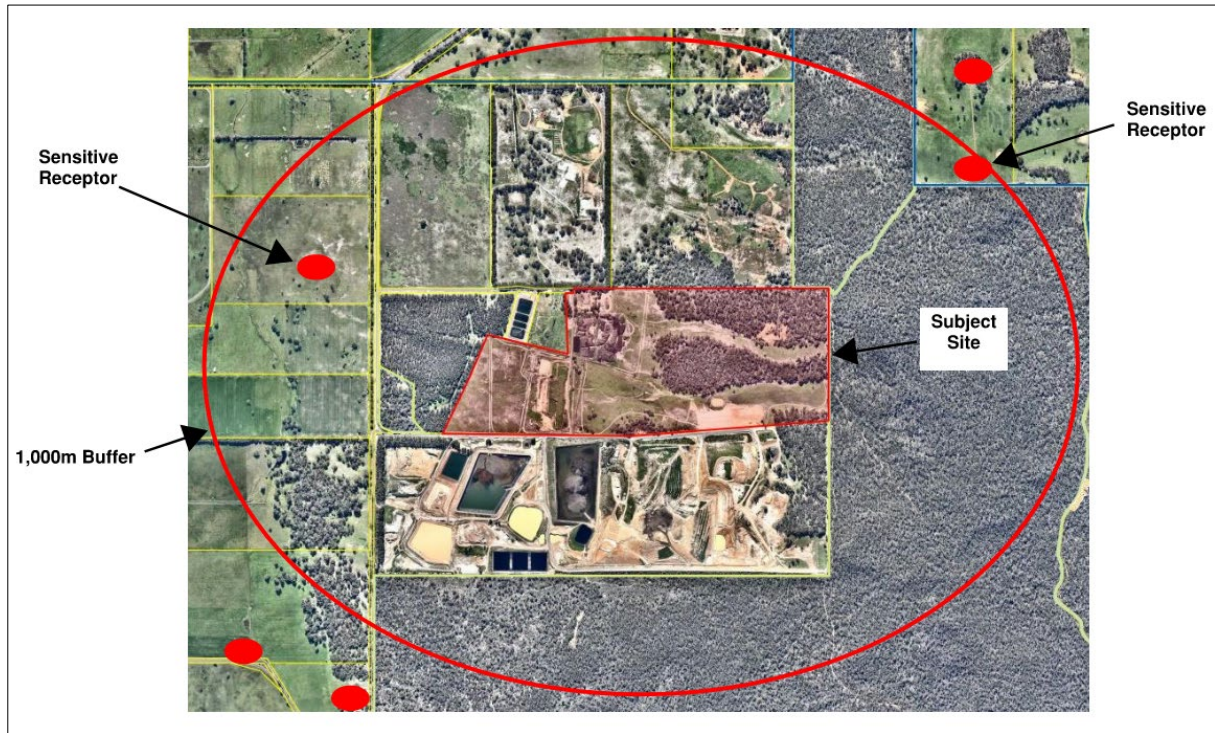 Sensitive
Receptor
Sensitive
Receptor
Subject
Site
1,000m Buffer